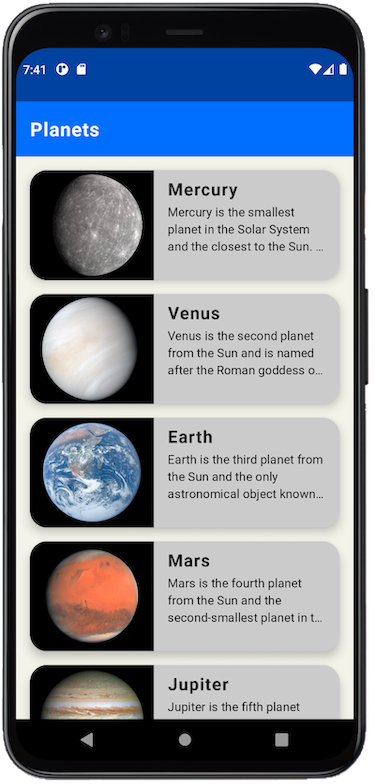 7:41
Planets
Mercury
Mercury is the smallest
planet in the Solar System
and the closest to the Sun. …
Venus
Venus is the second planet
from the Sun and is named
after the Roman goddess o…
Earth
Earth is the third planet from
the Sun and the only
astronomical object known…
Mars
Mars is the fourth planet
from the Sun and the
second-smallest planet in t…
Jupiter
Jupiter is the fifth planet